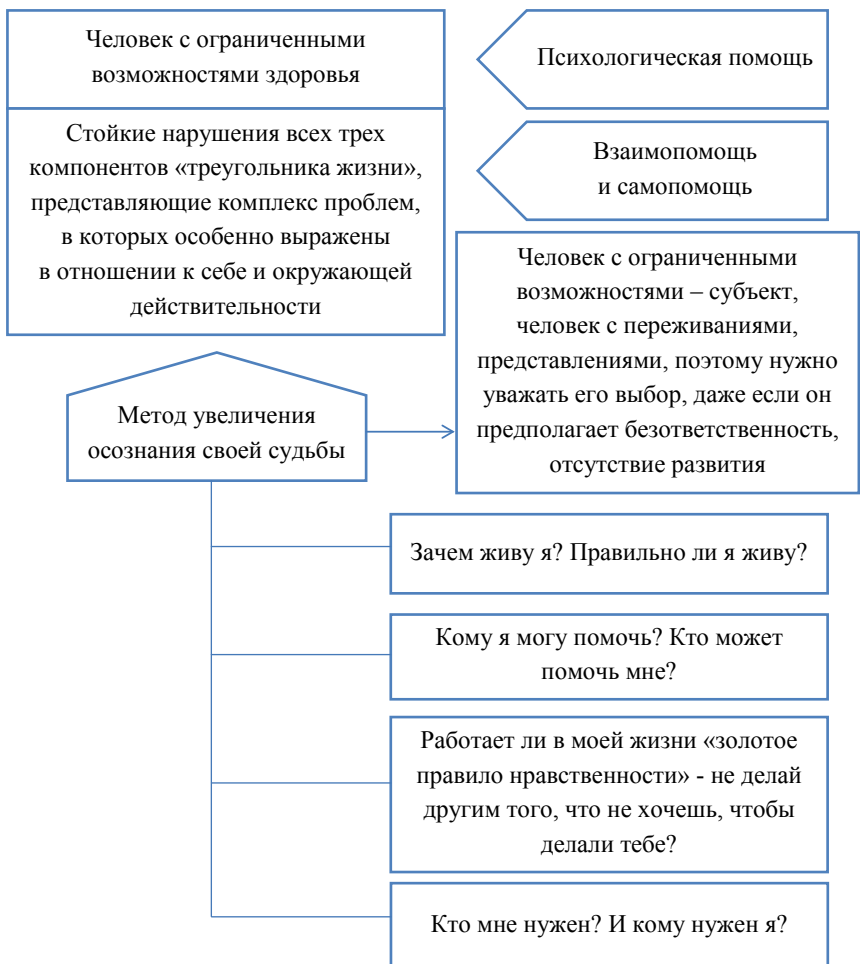 Человек с ограниченными
возможностями здоровья
Психологическая помощь
Стойкие нарушения всех трех
компонентов «треугольника жизни»,
представляющие комплекс проблем,
в которых особенно выражены
в отношении к себе и окружающей
действительности
Взаимопомощь
и самопомощь
Человек с ограниченными
возможностями – субъект,
человек с переживаниями,
представлениями, поэтому нужно
уважать его выбор, даже если он
предполагает безответственность,
отсутствие развития
Метод увеличения
осознания своей судьбы
Зачем живу я? Правильно ли я живу?
Кому я могу помочь? Кто может
помочь мне?
Работает ли в моей жизни «золотое
правило нравственности» - не делай
другим того, что не хочешь, чтобы
делали тебе?
Кто мне нужен? И кому нужен я?